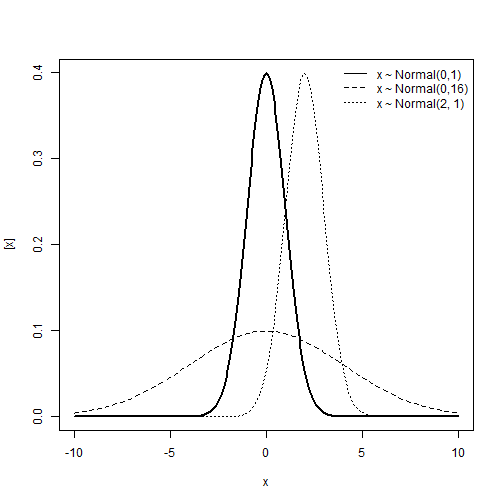 x ~ Normal(0,1)
x ~ Normal(0,16)
x ~ Normal(2, 1)
0.4
0.3
0.2
0.1
0.0
[x]
-10 -5 0 5 10
x